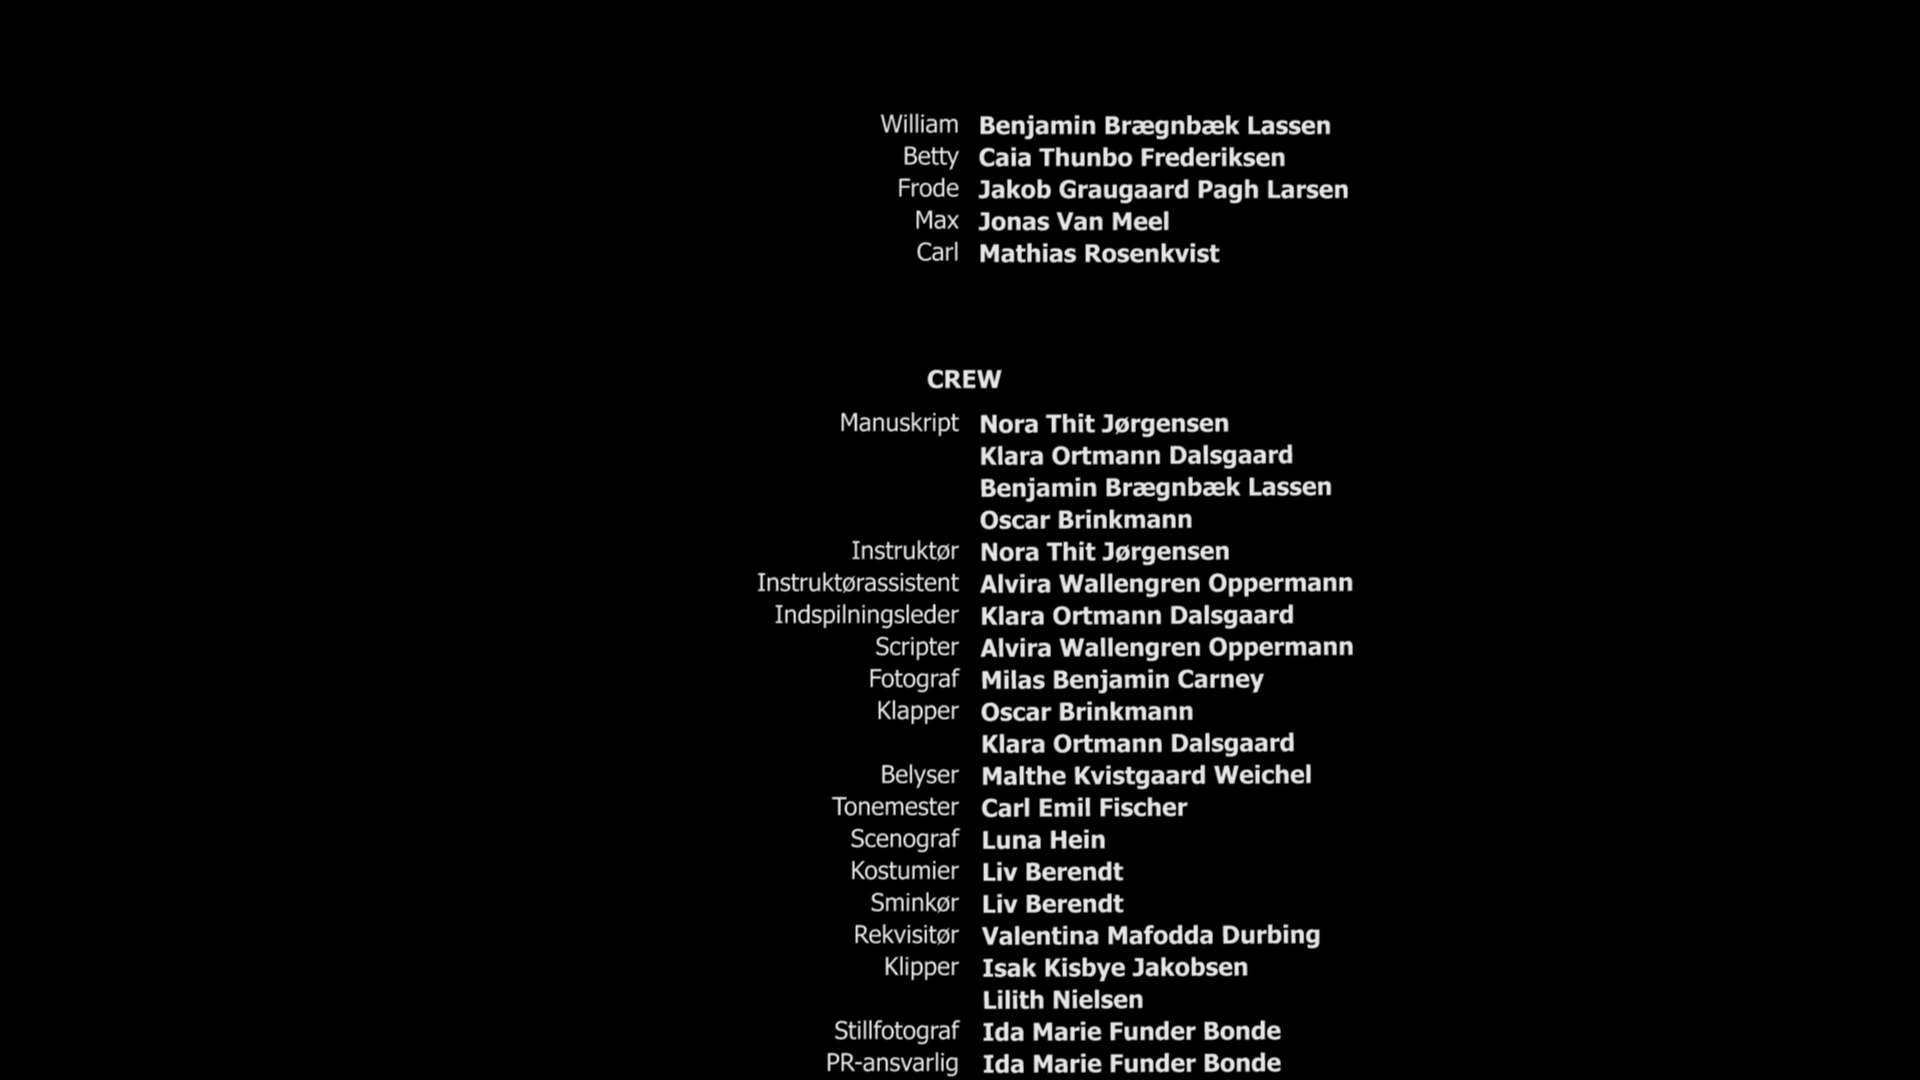 William Benjamin Brægnbæk Lassen
Betty Caia Thunbo Frederiksen
Frode Jakob Graugaard Pagh Larsen
Max Jonas Van Meel
Carl Mathias Rosenkvist
CREW
Manuskript Nora Thit Jørgensen
Klara Ortmann Dalsgaard
Benjamin Brægnbæk Lassen
Oscar Brinkmann
Instruktør Nora Thit Jørgensen
Instruktørassistent Alvira Wallengren Oppermann
Indspilningsleder Klara Ortmann Dalsgaard
Scripter Alvira Wallengren Oppermann
Fotograf Milas Benjamin Carney
Klapper Oscar Brinkmann
Klara Ortmann Dalsgaard
Belyser Malthe Kvistgaard Weichel
Tonemester Carl Emil Fischer
Scenograf Luna Hein
Kostumier Liv Berendt
Sminkør Liv Berendt
Rekvisitør Valentina Mafodda Durbing
Klipper Isak Kisbye Jakobsen
Lilith Nielsen
Stillfotograf Ida Marie Funder Bonde
PR-ansvarlig Ida Marie Funder Bonde